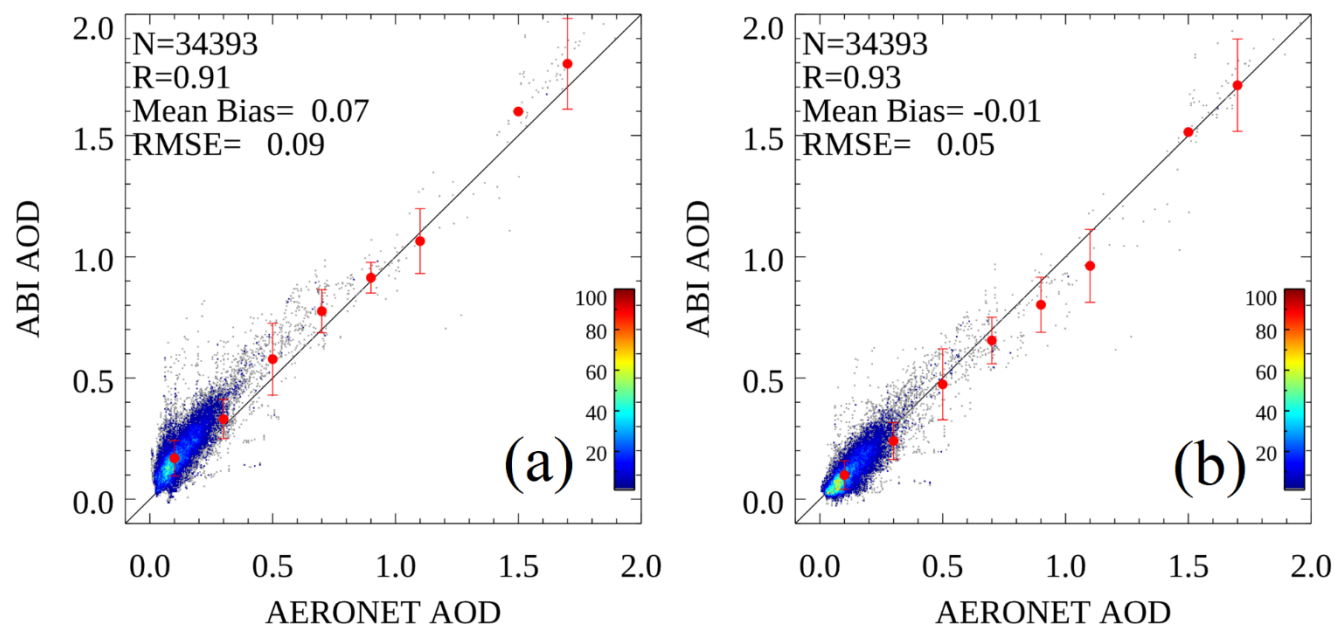 N=34393
R=0.91
Mean Bias= 0.07
RMSE= 0.09
2.0
1.5
1.0
0.5
0.0
ABI AOD
100
80
60
40
20
(a)
0.0 0.5 1.0 1.5 2.0
AERONET AOD
N=34393
R=0.93
Mean Bias= -0.01
RMSE= 0.05
2.0
1.5
1.0
0.5
0.0
ABI AOD
100
80
60
40
20
(b)
0.0 0.5 1.0 1.5 2.0
AERONET AOD